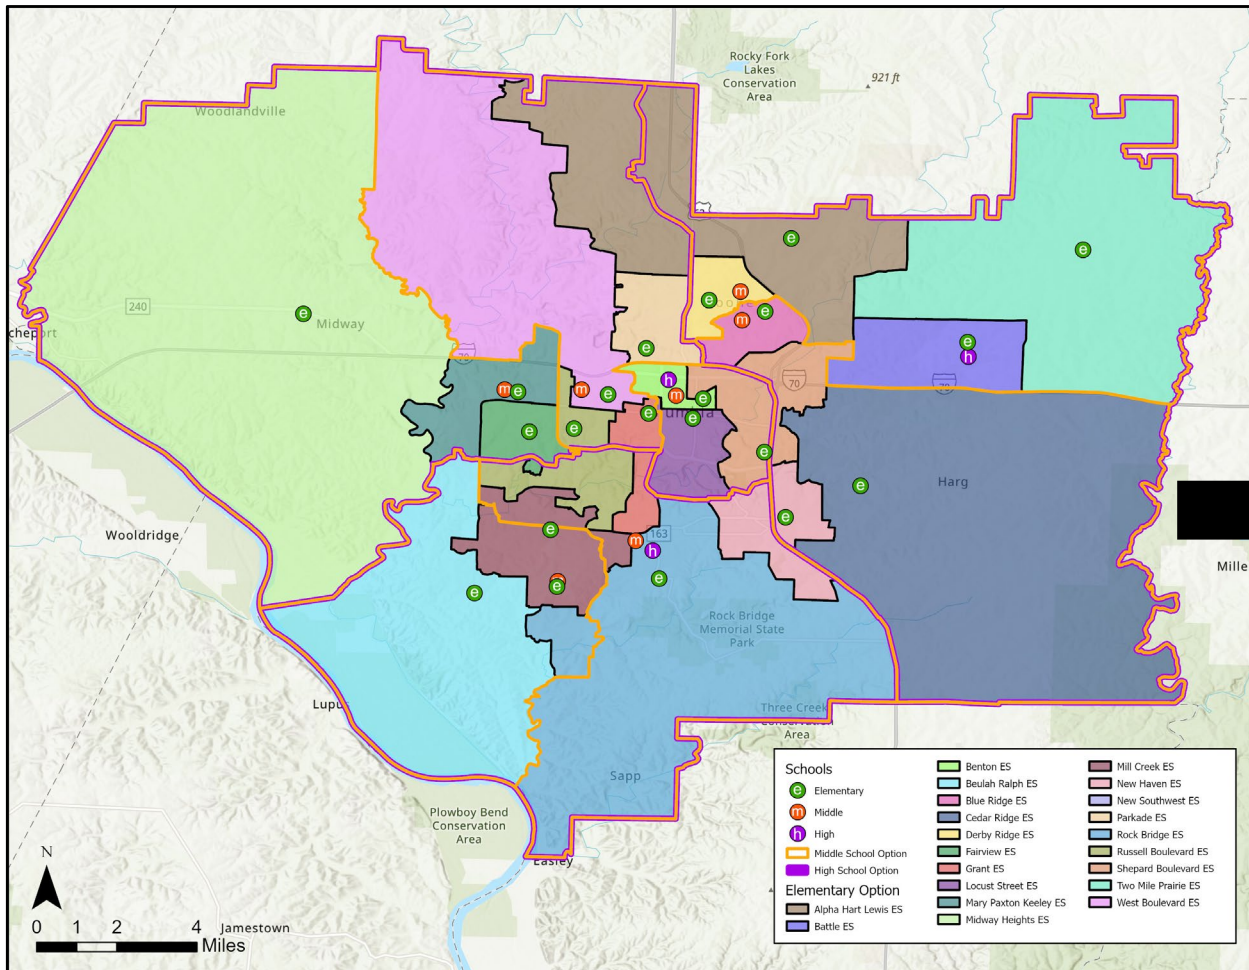 Rocky Fork
Lakes
Conservation
Area
921 ft
Woodlandville
63
e
e
240
Midway
e
cheport
m
e
m
e
e
e
h
70
e
h
70
70
m
e
m
e
h
m
e
e
e
e
e
e
e
Harg
e
e
Wooldridge
e
m
163
h
Mille
m
e
e
e
Rock Bridge
Memorial State
Park
Lupus
Three Creek
Conservation
Area
Sapp
Plowboy Bend
Conservation
Area
Easley
N
0 1 2 4
Miles
Jamestown
Schools
e Elementary
m Middle
h High
Middle School Option
High School Option
Elementary Option
Alpha Hart Lewis ES
Battle ES
Benton ES
Beulah Ralph ES
Blue Ridge ES
Cedar Ridge ES
Derby Ridge ES
Fairview ES
Grant ES
Locust Street ES
Mary Paxton Keeley ES
Midway Heights ES
Mill Creek ES
New Haven ES
New Southwest ES
Parkade ES
Rock Bridge ES
Russell Boulevard ES
Shepard Boulevard ES
Two Mile Prairie ES
West Boulevard ES